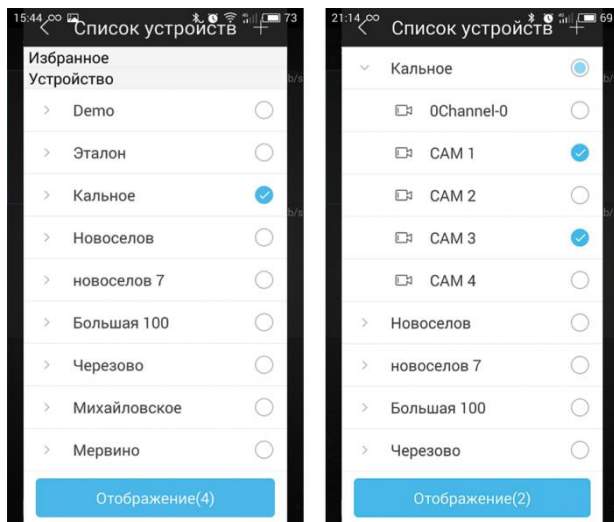 15:44 73
Список устройств
Избранное
Устройство
Demo
Эталон
Кальное
Новоселов
новоселов 7
Большая 100
Черезово
Михайловское
Мервино
Отображение(4)
b/s
b/s
21:14 69
Список устройств
Кальное
0Channel-0
CAM 1
CAM 2
CAM 3
CAM 4
Новоселов
новоселов 7
Большая 100
Черезово
Отображение(2)
b/
b/